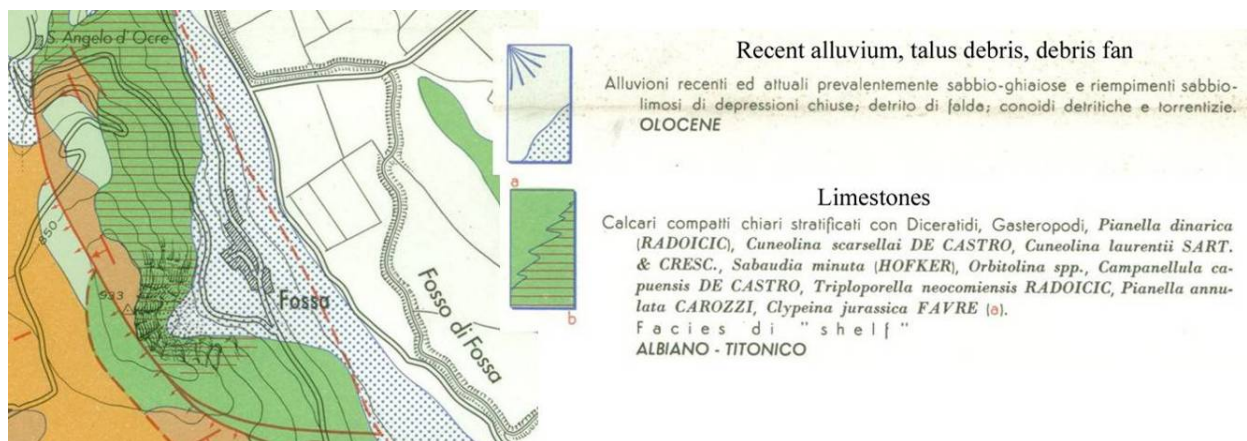 S. Angelo d'Ocre
850
933
Fossa
Fosso di Fossa
Recent alluvium, talus debris, debris fan
Alluvioni recenti ed attuali prevalentemente sabbio-ghiaiose e riempimenti sabbio-
limosi di depressioni chiuse; detrito di falda; conoidi detritiche e torrentizie.
OLOCENE
a
b
Limestones
Calcari compatti chiari stratificati con Diceratidi, Gasteropodi, Pianella dinarica
(RADOICIC), Cuneolina scarsellai DE CASTRO, Cuneolina laurentii SART.
& CRESC., Sabaudia minuta (HOFKER), Orbitolina spp., Campanellula ca-
puensis DE CASTRO, Triploporella neocomiensis RADOICIC, Pianella annu-
lata CAROZZI, Clypeina jurassica FAVRE (a).
Facies di "shelf"
ALBIANO - TITONICO